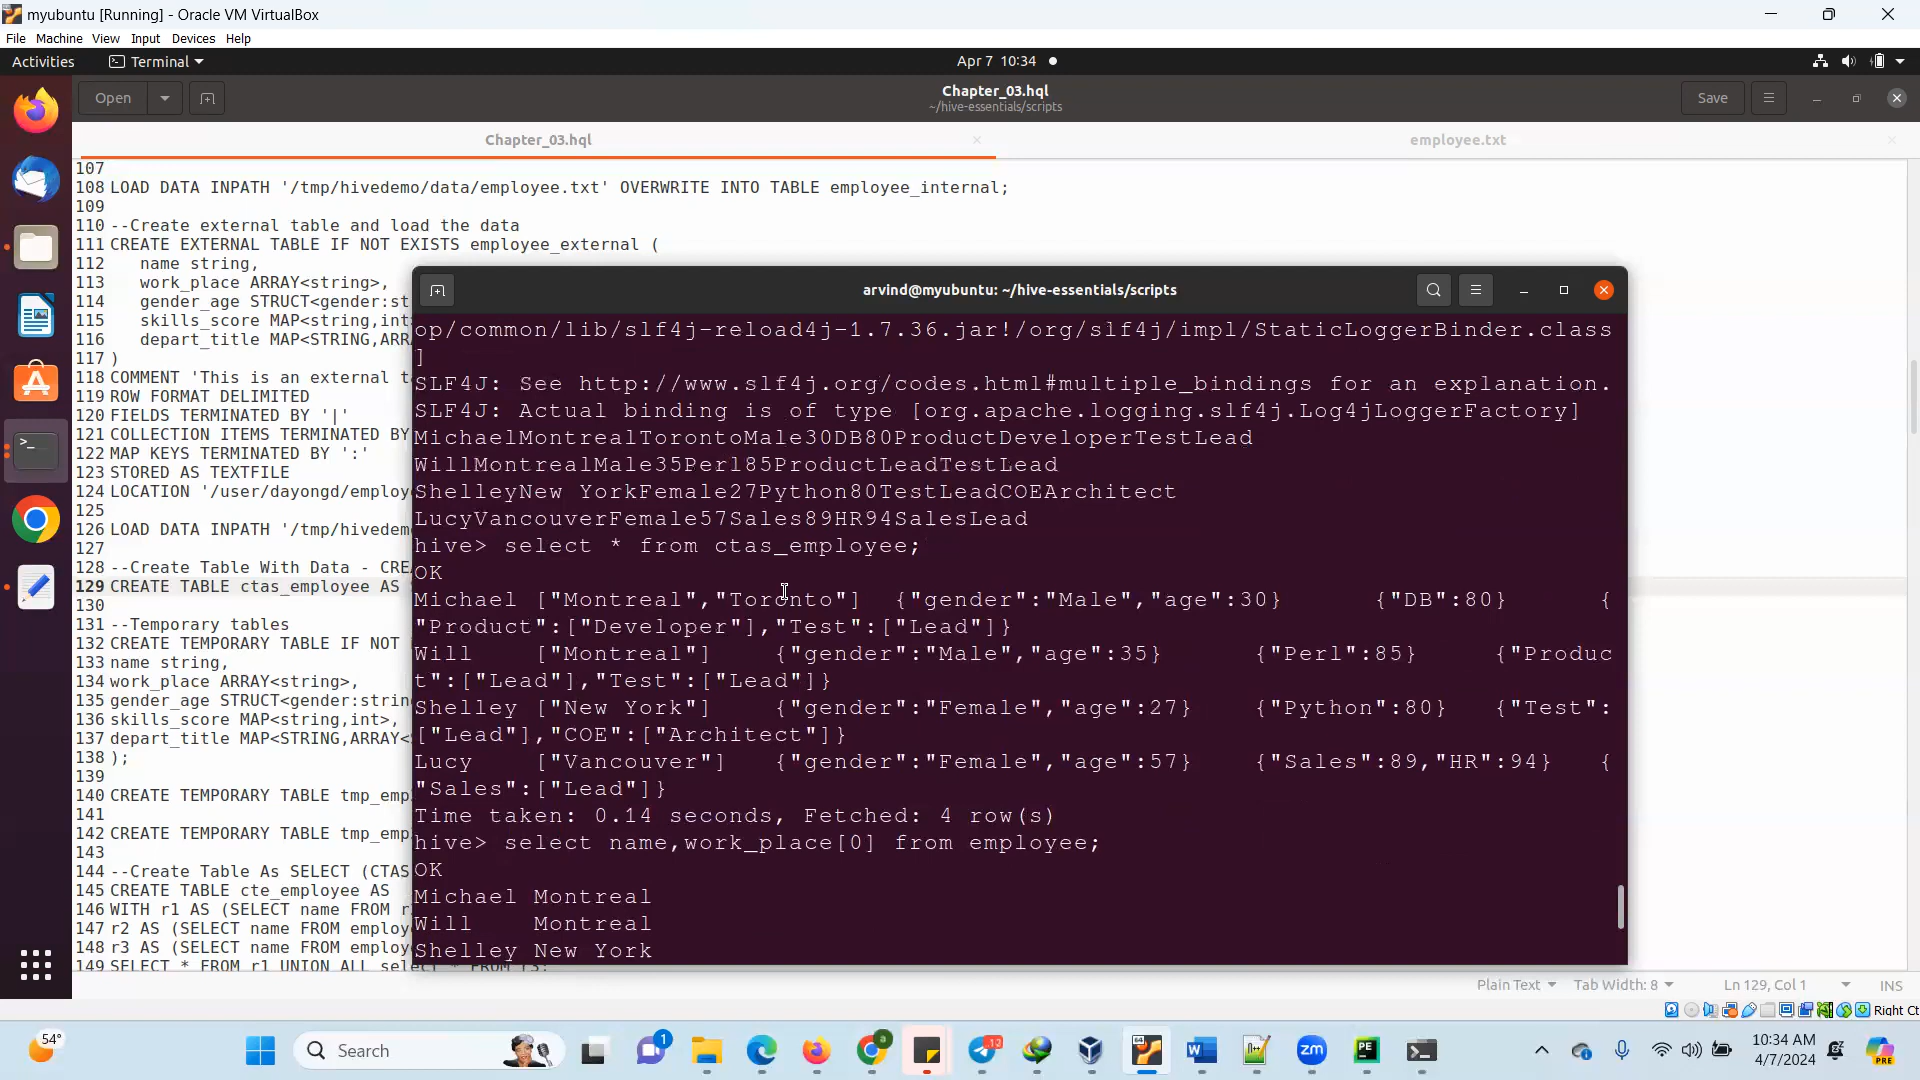 myubuntu [Running] - Oracle VM VirtualBox
File Machine View Input Devices Help
Activities Terminal Apr 7 10:34
Open Chapter_03.hql Save
~/hive-essentials/scripts
Chapter_03.hql employee.txt
107
108 LOAD DATA INPATH '/tmp/hivedemo/data/employee.txt' OVERWRITE INTO TABLE employee_internal;
109
110 --Create external table and load the data
111 CREATE EXTERNAL TABLE IF NOT EXISTS employee_external (
112 name string,
113 work_place ARRAY<string>,
114 gender_age STRUCT<gender:st
115 skills_score MAP<string,int
116 depart_title MAP<STRING,ARR
117 )
118 COMMENT 'This is an external t
119 ROW FORMAT DELIMITED
120 FIELDS TERMINATED BY '|'
121 COLLECTION ITEMS TERMINATED BY
122 MAP KEYS TERMINATED BY ':'
123 STORED AS TEXTFILE
124 LOCATION '/user/dayongd/employ
125
126 LOAD DATA INPATH '/tmp/hivedem
127
128 --Create Table With Data - CRE
129 CREATE TABLE ctas_employee AS
130
131 --Temporary tables
132 CREATE TEMPORARY TABLE IF NOT
133 name string,
134 work_place ARRAY<string>,
135 gender_age STRUCT<gender:string
136 skills_score MAP<string,int>,
137 depart_title MAP<STRING,ARRAY<
138 );
139
140 CREATE TEMPORARY TABLE tmp_emp
141
142 CREATE TEMPORARY TABLE tmp_emp
143
144 --Create Table As SELECT (CTAS
145 CREATE TABLE cte_employee AS
146 WITH r1 AS (SELECT name FROM r
147 r2 AS (SELECT name FROM employ
148 r3 AS (SELECT name FROM employ
149 SELECT * FROM r1 UNION ALL select * FROM r3;
arvind@myubuntu: ~/hive-essentials/scripts
op/common/lib/slf4j-reload4j-1.7.36.jar!/org/slf4j/impl/StaticLoggerBinder.class
]
SLF4J: See http://www.slf4j.org/codes.html#multiple_bindings for an explanation.
SLF4J: Actual binding is of type [org.apache.logging.slf4j.Log4jLoggerFactory]
MichaelMontrealTorontoMale30DB80ProductDeveloperTestLead
WillMontrealMale35Perl85ProductLeadTestLead
ShelleyNew YorkFemale27Python80TestLeadCOEArchitect
LucyVancouverFemale57Sales89HR94SalesLead
hive> select * from ctas_employee;
OK
Michael ["Montreal","Toronto"] {"gender":"Male","age":30} {"DB":80} {
"Product":["Developer"],"Test":["Lead"]}
Will ["Montreal"] {"gender":"Male","age":35} {"Perl":85} {"Produc
t":["Lead"],"Test":["Lead"]}
Shelley ["New York"] {"gender":"Female","age":27} {"Python":80} {"Test":
["Lead"],"COE":["Architect"]}
Lucy ["Vancouver"] {"gender":"Female","age":57} {"Sales":89,"HR":94} {
"Sales":["Lead"]}
Time taken: 0.14 seconds, Fetched: 4 row(s)
hive> select name,work_place[0] from employee;
OK
Michael Montreal
Will Montreal
Shelley New York
Plain Text Tab Width: 8 Ln 129, Col 1 INS
Right Ct
54°
Search
10:34 AM
4/7/2024